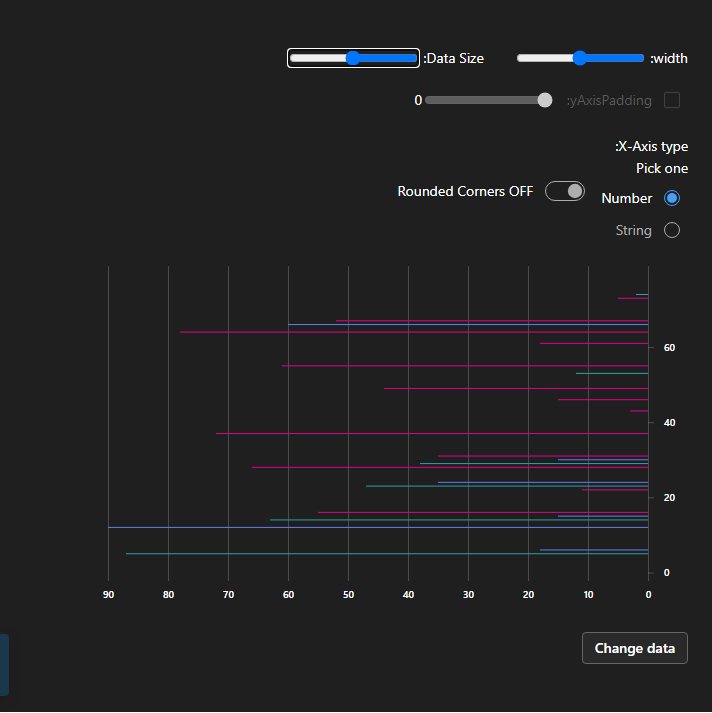 :width
:Data Size
:yAxisPadding
0
:X-Axis type
Pick one
Number
Rounded Corners OFF
String
60
40
20
0
90 80 70 60 50 40 30 20 10 0
Change data